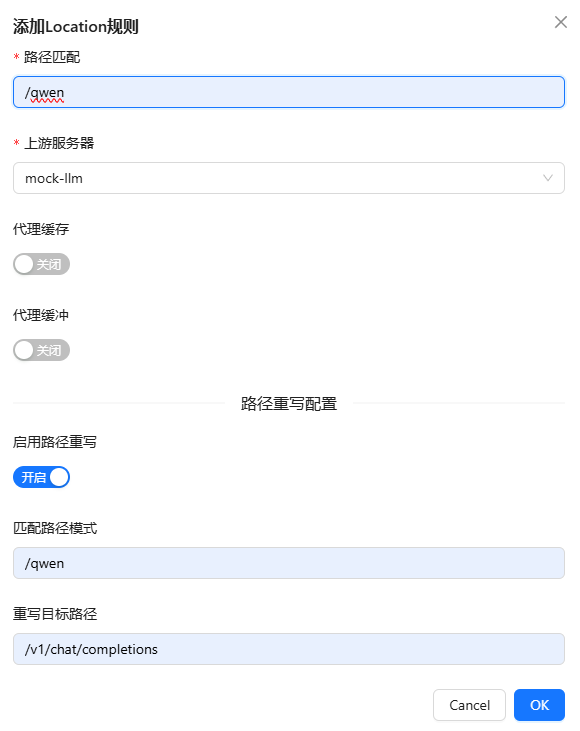 添加Location规则
* 路径匹配
/qwen
* 上游服务器
mock-llm
代理缓存
关闭
代理缓冲
关闭
路径重写配置
启用路径重写
开启
匹配路径模式
/qwen
重写目标路径
/v1/chat/completions
Cancel OK